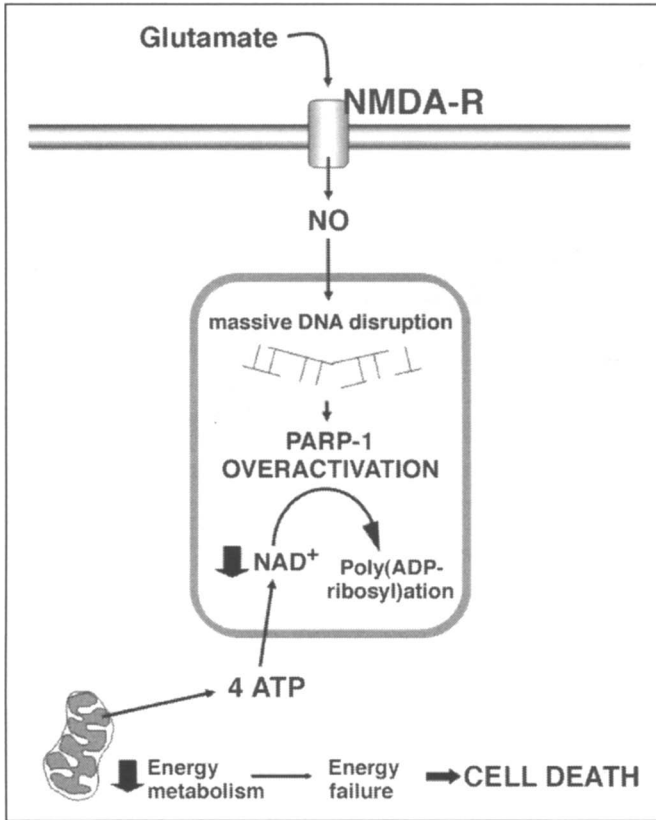 Glutamate
NMDA-R
NO
massive DNA disruption
PARP-1
OVERACTIVATION
NAD+
Poly(ADP-
ribosyl)ation
4 ATP
Energy
metabolism
Energy
failure
CELL DEATH